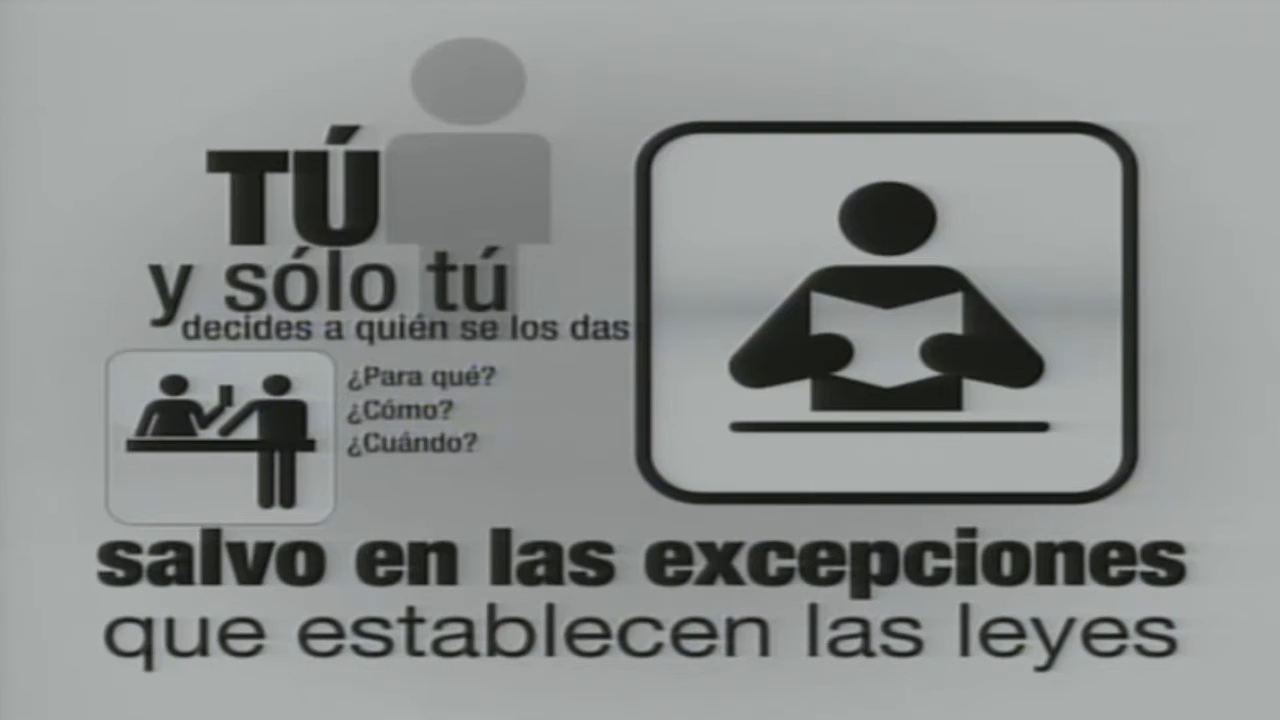 TÚ
y sólo tú
decides a quién se los das
¿Para qué?
¿Cómo?
¿Cuándo?
salvo en las excepciones
que establecen las leyes